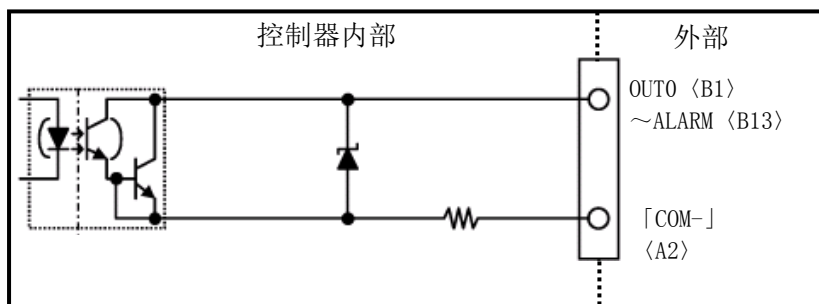 控制器内部
外部
OUT0〈B1〉
～ALARM〈B13〉
「COM-」
〈A2〉